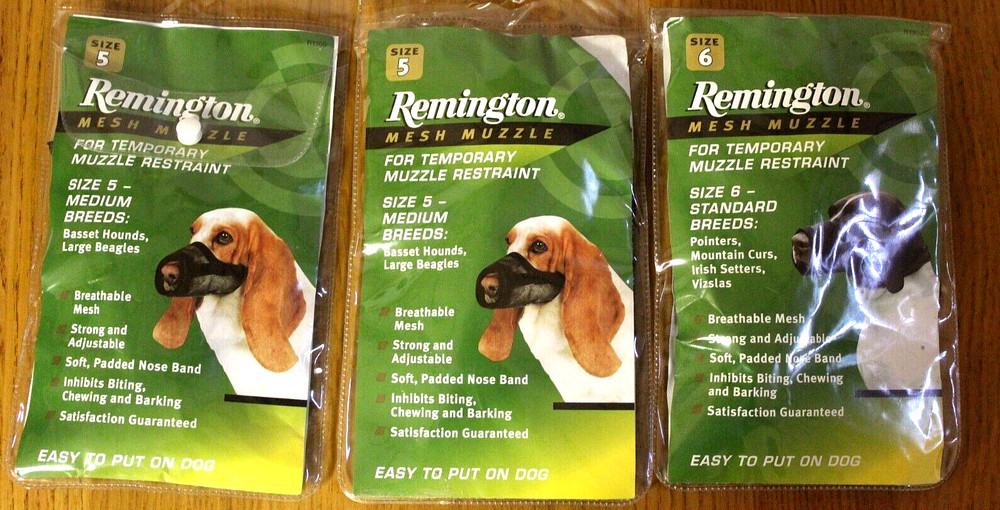 SIZE
5
Remington®
MESH MUZZLE
FOR TEMPORARY
MUZZLE RESTRAINT
SIZE 5 –
MEDIUM
BREEDS:
Basset Hounds,
Large Beagles
Breathable
Mesh
Strong and
Adjustable
Soft, Padded Nose Band
Inhibits Biting,
Chewing and Barking
Satisfaction Guaranteed
EASY TO PUT ON DOG
SIZE
5
Remington®
MESH MUZZLE
FOR TEMPORARY
MUZZLE RESTRAINT
SIZE 5 –
MEDIUM
BREEDS:
Basset Hounds,
Large Beagles
Breathable
Mesh
Strong and
Adjustable
Soft, Padded Nose Band
Inhibits Biting,
Chewing and Barking
Satisfaction Guaranteed
EASY TO PUT ON DOG
SIZE
6
Remington®
MESH MUZZLE
FOR TEMPORARY
MUZZLE RESTRAINT
SIZE 6 –
STANDARD
BREEDS:
Pointers,
Mountain Curs,
Irish Setters,
Vizslas
Breathable Mesh
Strong and Adjustable
Soft, Padded Nose Band
Inhibits Biting, Chewing
and Barking
Satisfaction Guaranteed
EASY TO PUT ON DOG